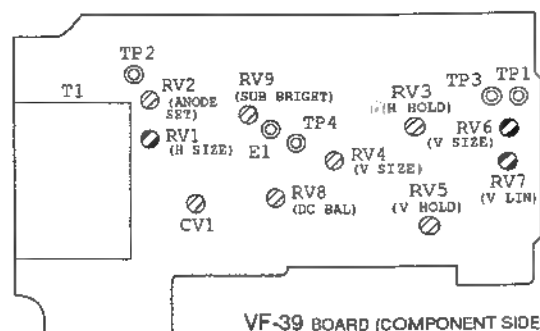 TP2
T1
RV2
(ANODE
SET)
RV1
(H SIZE)
RV9
(SUB BRIGHT)
E1
TP4
RV3
(H HOLD)
TP3
TP1
RV6
(V SIZE)
RV4
(V SIZE)
RV7
(V LIN)
RV8
(DC BAL)
RV5
(V HOLD)
CV1
VF-39 BOARD (COMPONENT SIDE